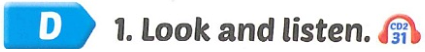 D 1. Look and listen. CD2 31